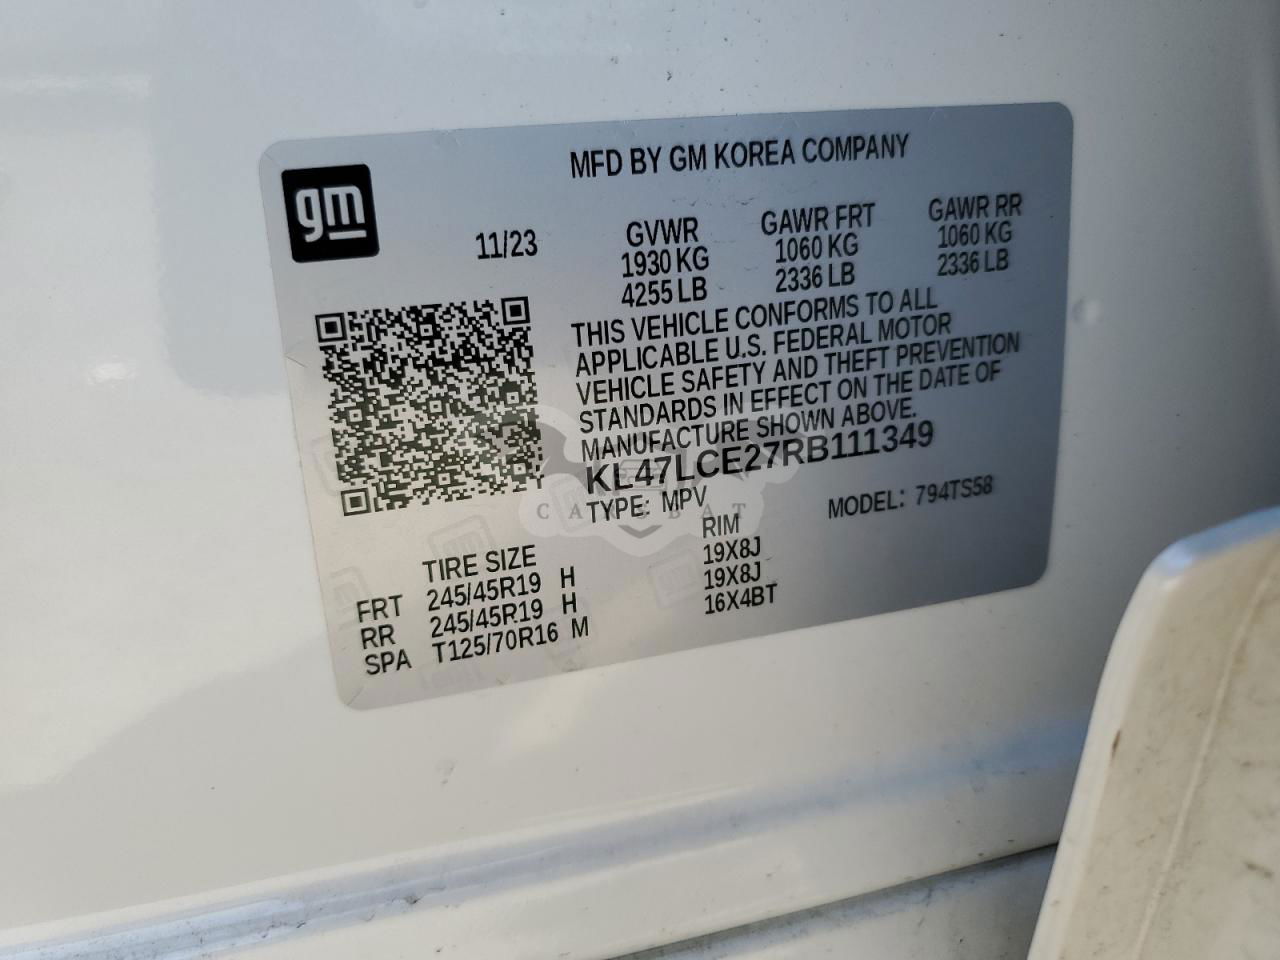 gm
MFD BY GM KOREA COMPANY
11/23 GVWR GAWR FRT GAWR RR
1930 KG 1060 KG 1060 KG
4255 LB 2336 LB 2336 LB
THIS VEHICLE CONFORMS TO ALL
APPLICABLE U.S. FEDERAL MOTOR
VEHICLE SAFETY AND THEFT PREVENTION
STANDARDS IN EFFECT ON THE DATE OF
MANUFACTURE SHOWN ABOVE.
KL47LCE27RB111349
TYPE: MPV MODEL: 794TS58
TIRE SIZE RIM
FRT 245/45R19 H 19X8J
RR 245/45R19 H 19X8J
SPA T125/70R16 M 16X4BT